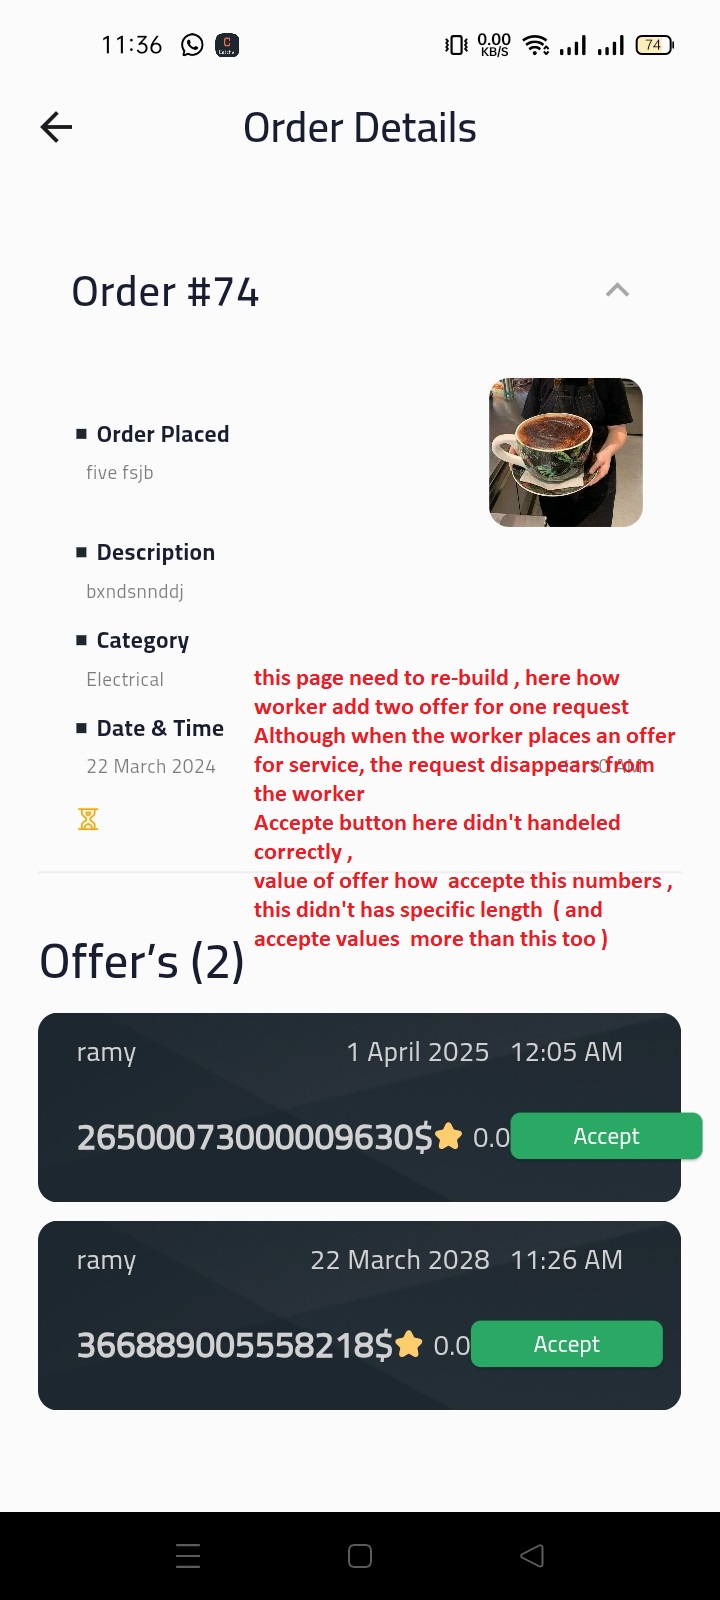 11:36 0.00 KB/S 74
Order Details
Order #74
Order Placed
five fsjb
Description
bxndsnnddj
Category
Electrical
Date & Time
22 March 2024
this page need to re-build , here how
worker add two offer for one request
Although when the worker places an offer
for service, the request disappears from
the worker
Accepte button here didn't handeled
correctly ,
value of offer how accepte this numbers ,
this didn't has specific length ( and
accepte values more than this too )
Offer’s (2)
ramy 1 April 2025 12:05 AM
26500073000009630$ 0.0 Accept
ramy 22 March 2028 11:26 AM
366889005558218$ 0.0 Accept